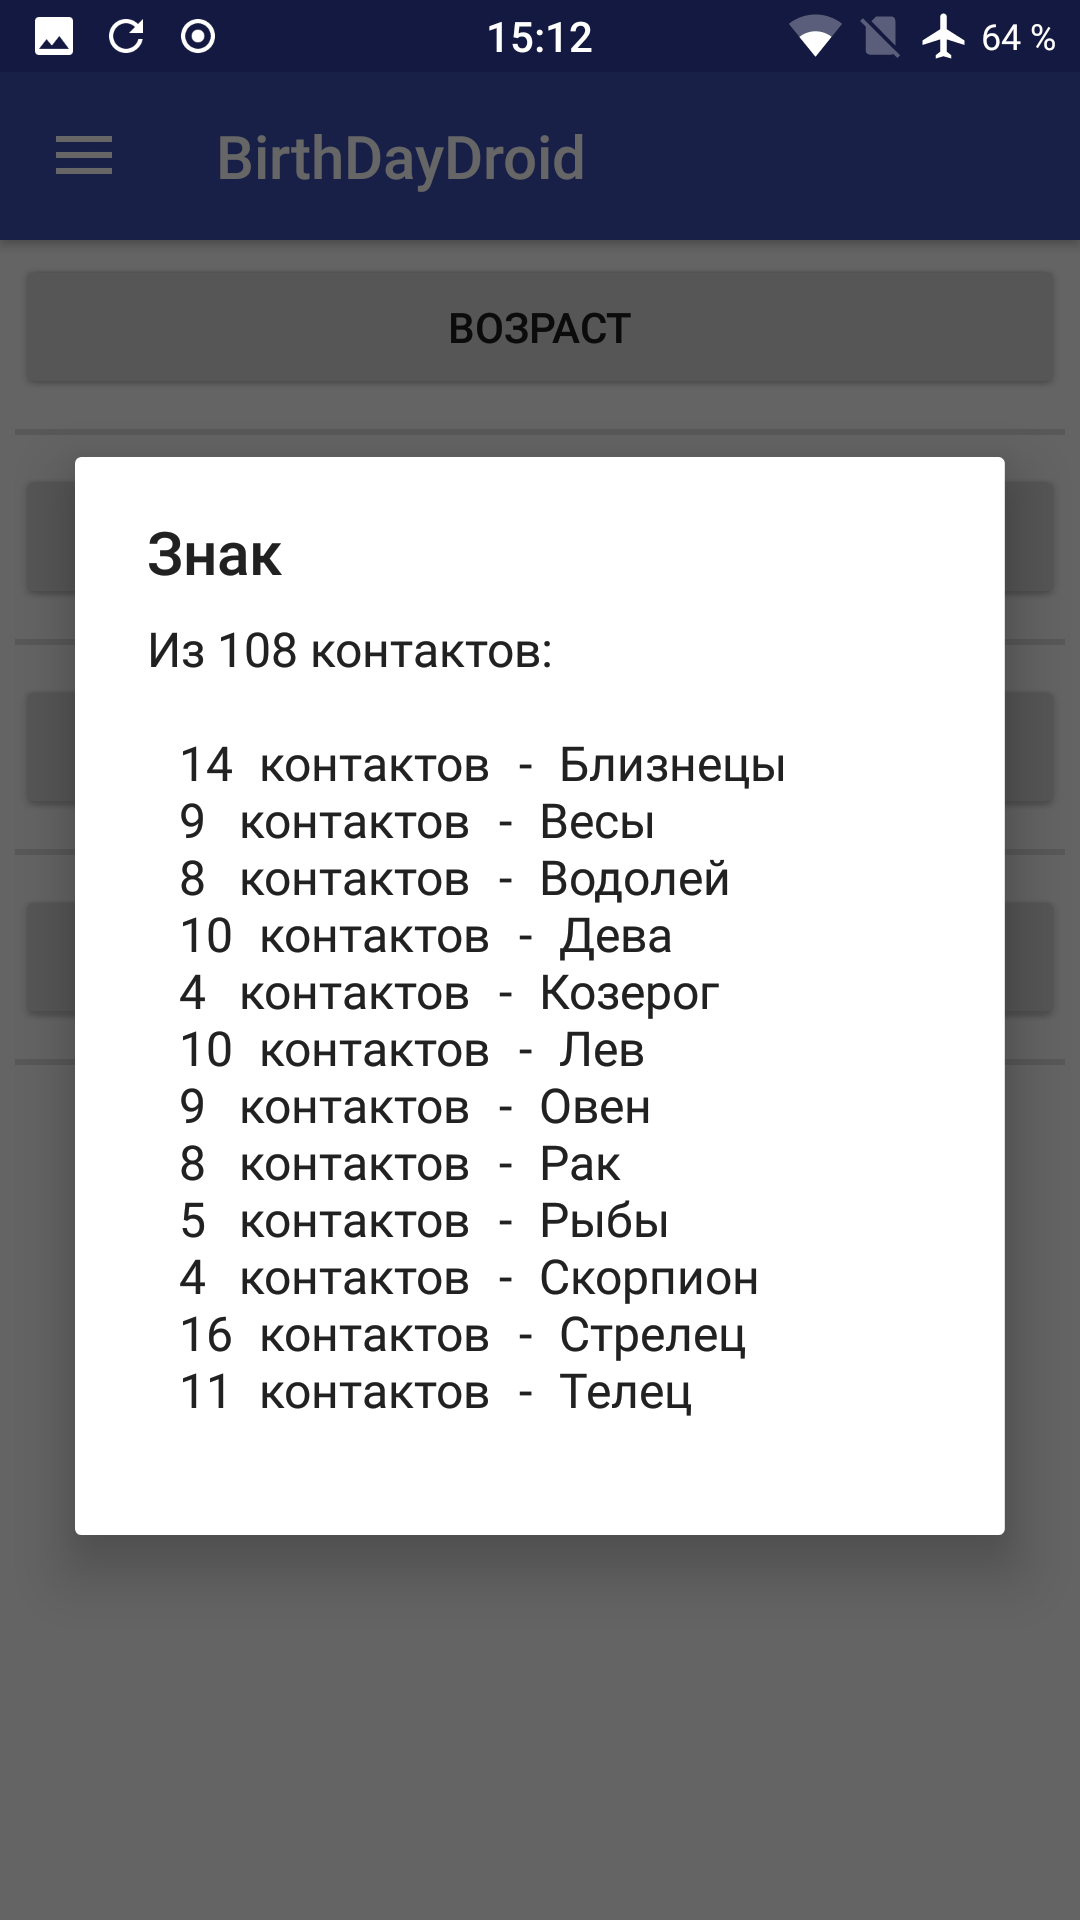 15:12
64 %
BirthDayDroid
ВОЗРАСТ
Знак
Из 108 контактов:
14 контактов - Близнецы
9 контактов - Весы
8 контактов - Водолей
10 контактов - Дева
4 контактов - Козерог
10 контактов - Лев
9 контактов - Овен
8 контактов - Рак
5 контактов - Рыбы
4 контактов - Скорпион
16 контактов - Стрелец
11 контактов - Телец